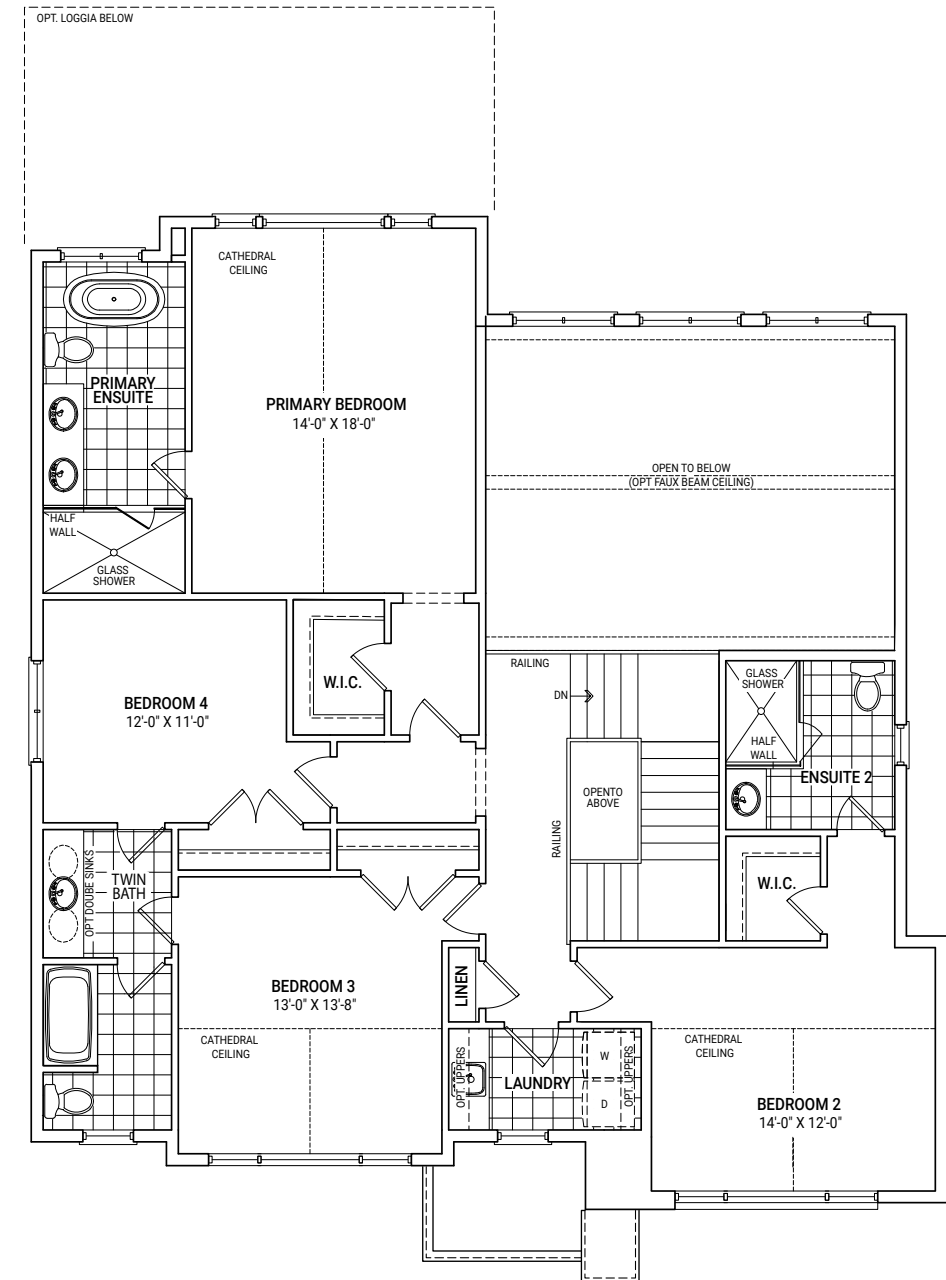 OPT. LOGGIA BELOW
CATHEDRAL
CEILING
PRIMARY
ENSUITE
PRIMARY BEDROOM
14'-0" X 18'-0"
OPEN TO BELOW
(OPT FAUX BEAM CEILING)
HALF
WALL
GLASS
SHOWER
W.I.C.
BEDROOM 4
12'-0" X 11'-0"
RAILING
DN
GLASS
SHOWER
HALF
WALL
ENSUITE 2
OPENTO
ABOVE
RAILING
W.I.C.
OPT DOUBE SINKS
TWIN
BATH
BEDROOM 3
13'-0" X 13'-8"
LINEN
CATHEDRAL
CEILING
OPT. UPPERS
LAUNDRY
W
D
OPT. UPPERS
CATHEDRAL
CEILING
BEDROOM 2
14'-0" X 12'-0"